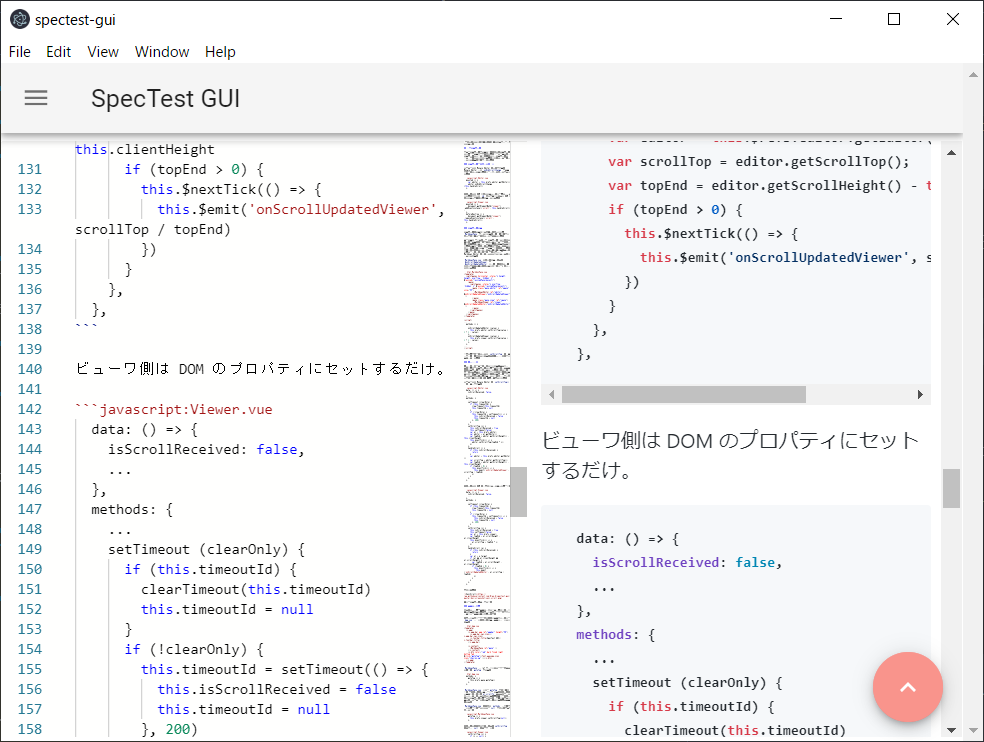 spectest-gui
File Edit View Window Help
SpecTest GUI
this.clientHeight
131 if (topEnd > 0) {
132 this.$nextTick(() => {
133 this.$emit('onScrollUpdatedViewer',
scrollTop / topEnd)
134 })
135 }
136 },
137 },
138 ```
139
140 ビューワ側は DOM のプロパティにセットするだけ。
141
142 ```javascript:Viewer.vue
143 data: () => {
144 isScrollReceived: false,
145 ...
146 },
147 methods: {
148 ...
149 setTimeout (clearOnly) {
150 if (this.timeoutId) {
151 clearTimeout(this.timeoutId)
152 this.timeoutId = null
153 }
154 if (!clearOnly) {
155 this.timeoutId = setTimeout(() => {
156 this.isScrollReceived = false
157 this.timeoutId = null
158 }, 200)
var scrollTop = editor.getScrollTop();
var topEnd = editor.getScrollHeight() - t
if (topEnd > 0) {
this.$nextTick(() => {
this.$emit('onScrollUpdatedViewer', s
})
}
},
},
ビューワ側は DOM のプロパティにセット
するだけ。
data: () => {
isScrollReceived: false,
...
},
methods: {
...
setTimeout (clearOnly) {
if (this.timeoutId) {
clearTimeout(this.timeoutId)